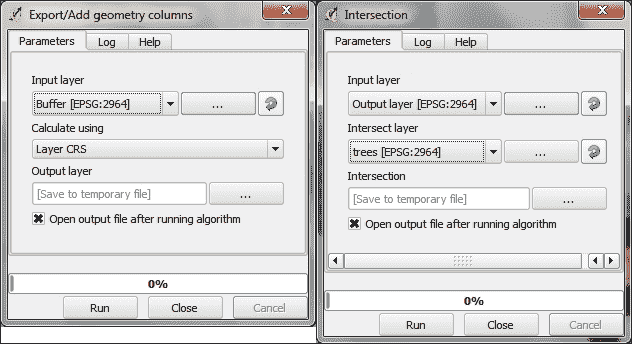 Export/Add geometry columns
Parameters Log Help
Input layer
Buffer [EPSG:2964] ...
Calculate using
Layer CRS
Output layer
[Save to temporary file] ...
Open output file after running algorithm
0%
Run Close Cancel
Intersection
Parameters Log Help
Input layer
Output layer [EPSG:2964] ...
Intersect layer
trees [EPSG:2964] ...
Intersection
[Save to temporary file] ...
Open output file after running algorithm
0%
Run Close Cancel